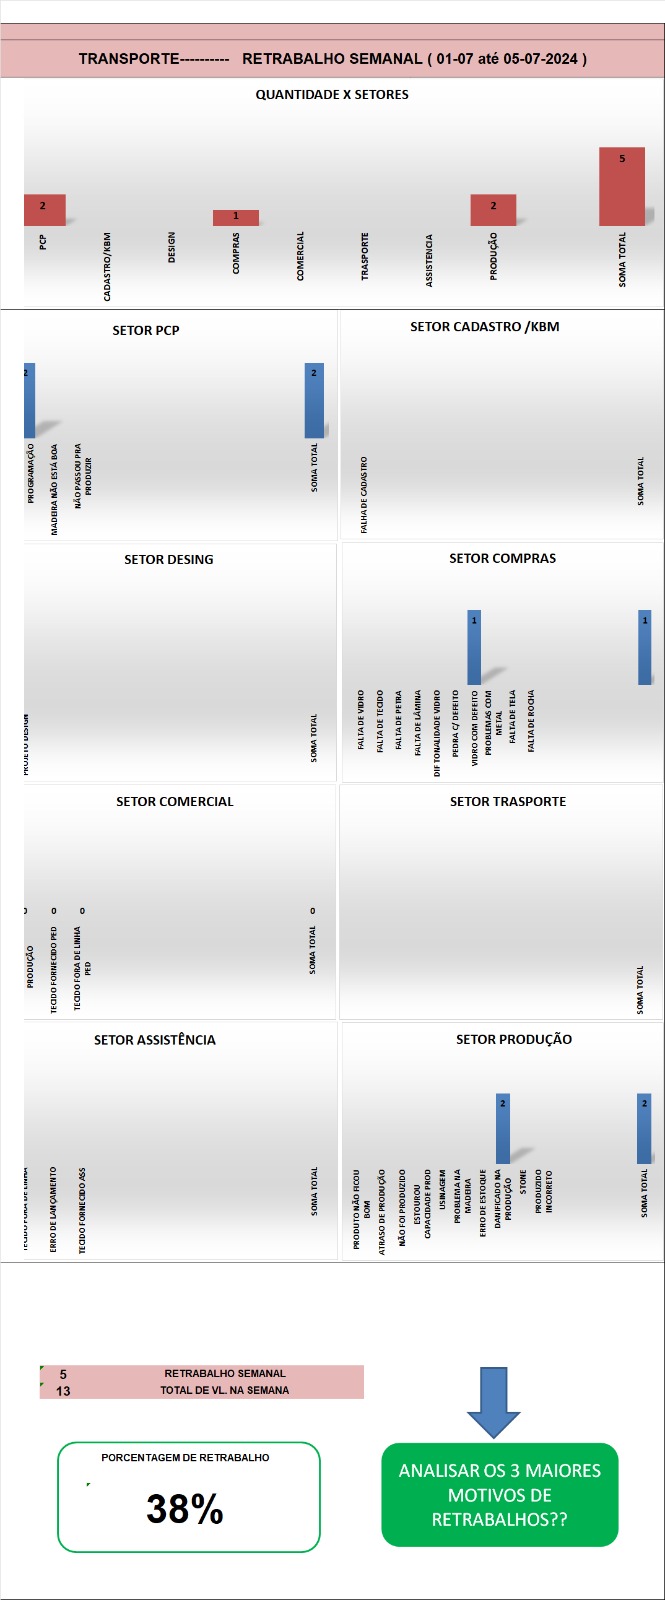 TRANSPORTE---------- RETRABALHO SEMANAL ( 01-07 até 05-07-2024 )
QUANTIDADE X SETORES
2
1
2
5
PCP
CADASTRO/KBM
DESIGN
COMPRAS
COMERCIAL
TRASPORTE
ASSISTENCIA
PRODUÇÃO
SOMA TOTAL
SETOR PCP
2
2
PROGRAMAÇÃO
MADEIRA NÃO ESTÁ BOA
NÃO PASSOU PRA
PRODUZIR
SOMA TOTAL
SETOR CADASTRO /KBM
FALHA DE CADASTRO
SOMA TOTAL
SETOR DESING
PROJETO DESIGN
SOMA TOTAL
SETOR COMPRAS
1
1
FALTA DE VIDRO
FALTA DE TECIDO
FALTA DE PETRA
FALTA DE LÂMINA
DIF TONALIDADE VIDRO
PEDRA C/ DEFEITO
VIDRO COM DEFEITO
PROBLEMAS COM
METAL
FALTA DE TELA
FALTA DE ROCHA
SOMA TOTAL
SETOR COMERCIAL
0
0
0
0
PRODUÇÃO
TECIDO FORNECIDO PED
TECIDO FORA DE LINHA
PED
SOMA TOTAL
SETOR TRASPORTE
SOMA TOTAL
SETOR ASSISTÊNCIA
TECIDO FORA DE LINHA
ERRO DE LANÇAMENTO
TECIDO FORNECIDO ASS
SOMA TOTAL
SETOR PRODUÇÃO
2
2
PRODUTO NÃO FICOU
BOM
ATRASO DE PRODUÇÃO
NÃO FOI PRODUZIDO
ESTOUROU
CAPACIDADE PROD
USINAGEM
PROBLEMA NA
MADEIRA
ERRO DE ESTOQUE
DANIFICADO NA
PRODUÇÃO
STONE
PRODUZIDO
INCORRETO
SOMA TOTAL
5 RETRABALHO SEMANAL
13 TOTAL DE VL. NA SEMANA
PORCENTAGEM DE RETRABALHO
38%
ANALISAR OS 3 MAIORES
MOTIVOS DE
RETRABALHOS??